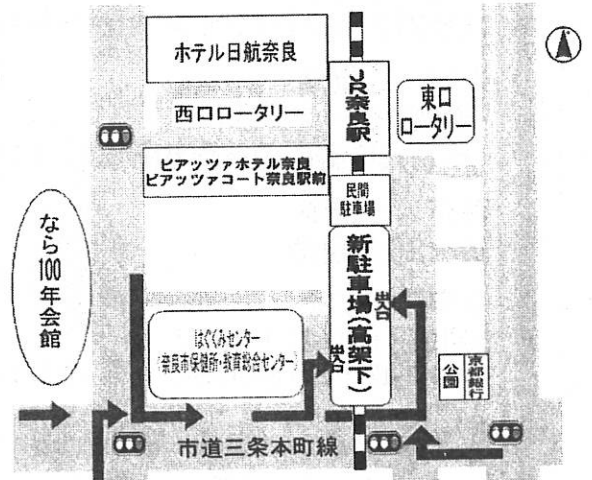 ホテル日航奈良
JR奈良駅
東口
ロータリー
西口ロータリー
ピアッツァホテル奈良
ピアッツァコート奈良駅前
民間
駐車場
なら100年会館
新駐車場(高架下)
出入口
出入口
はぐくみセンター
(奈良市保健所・教育総合センター)
公園
京都銀行
市道三条本町線